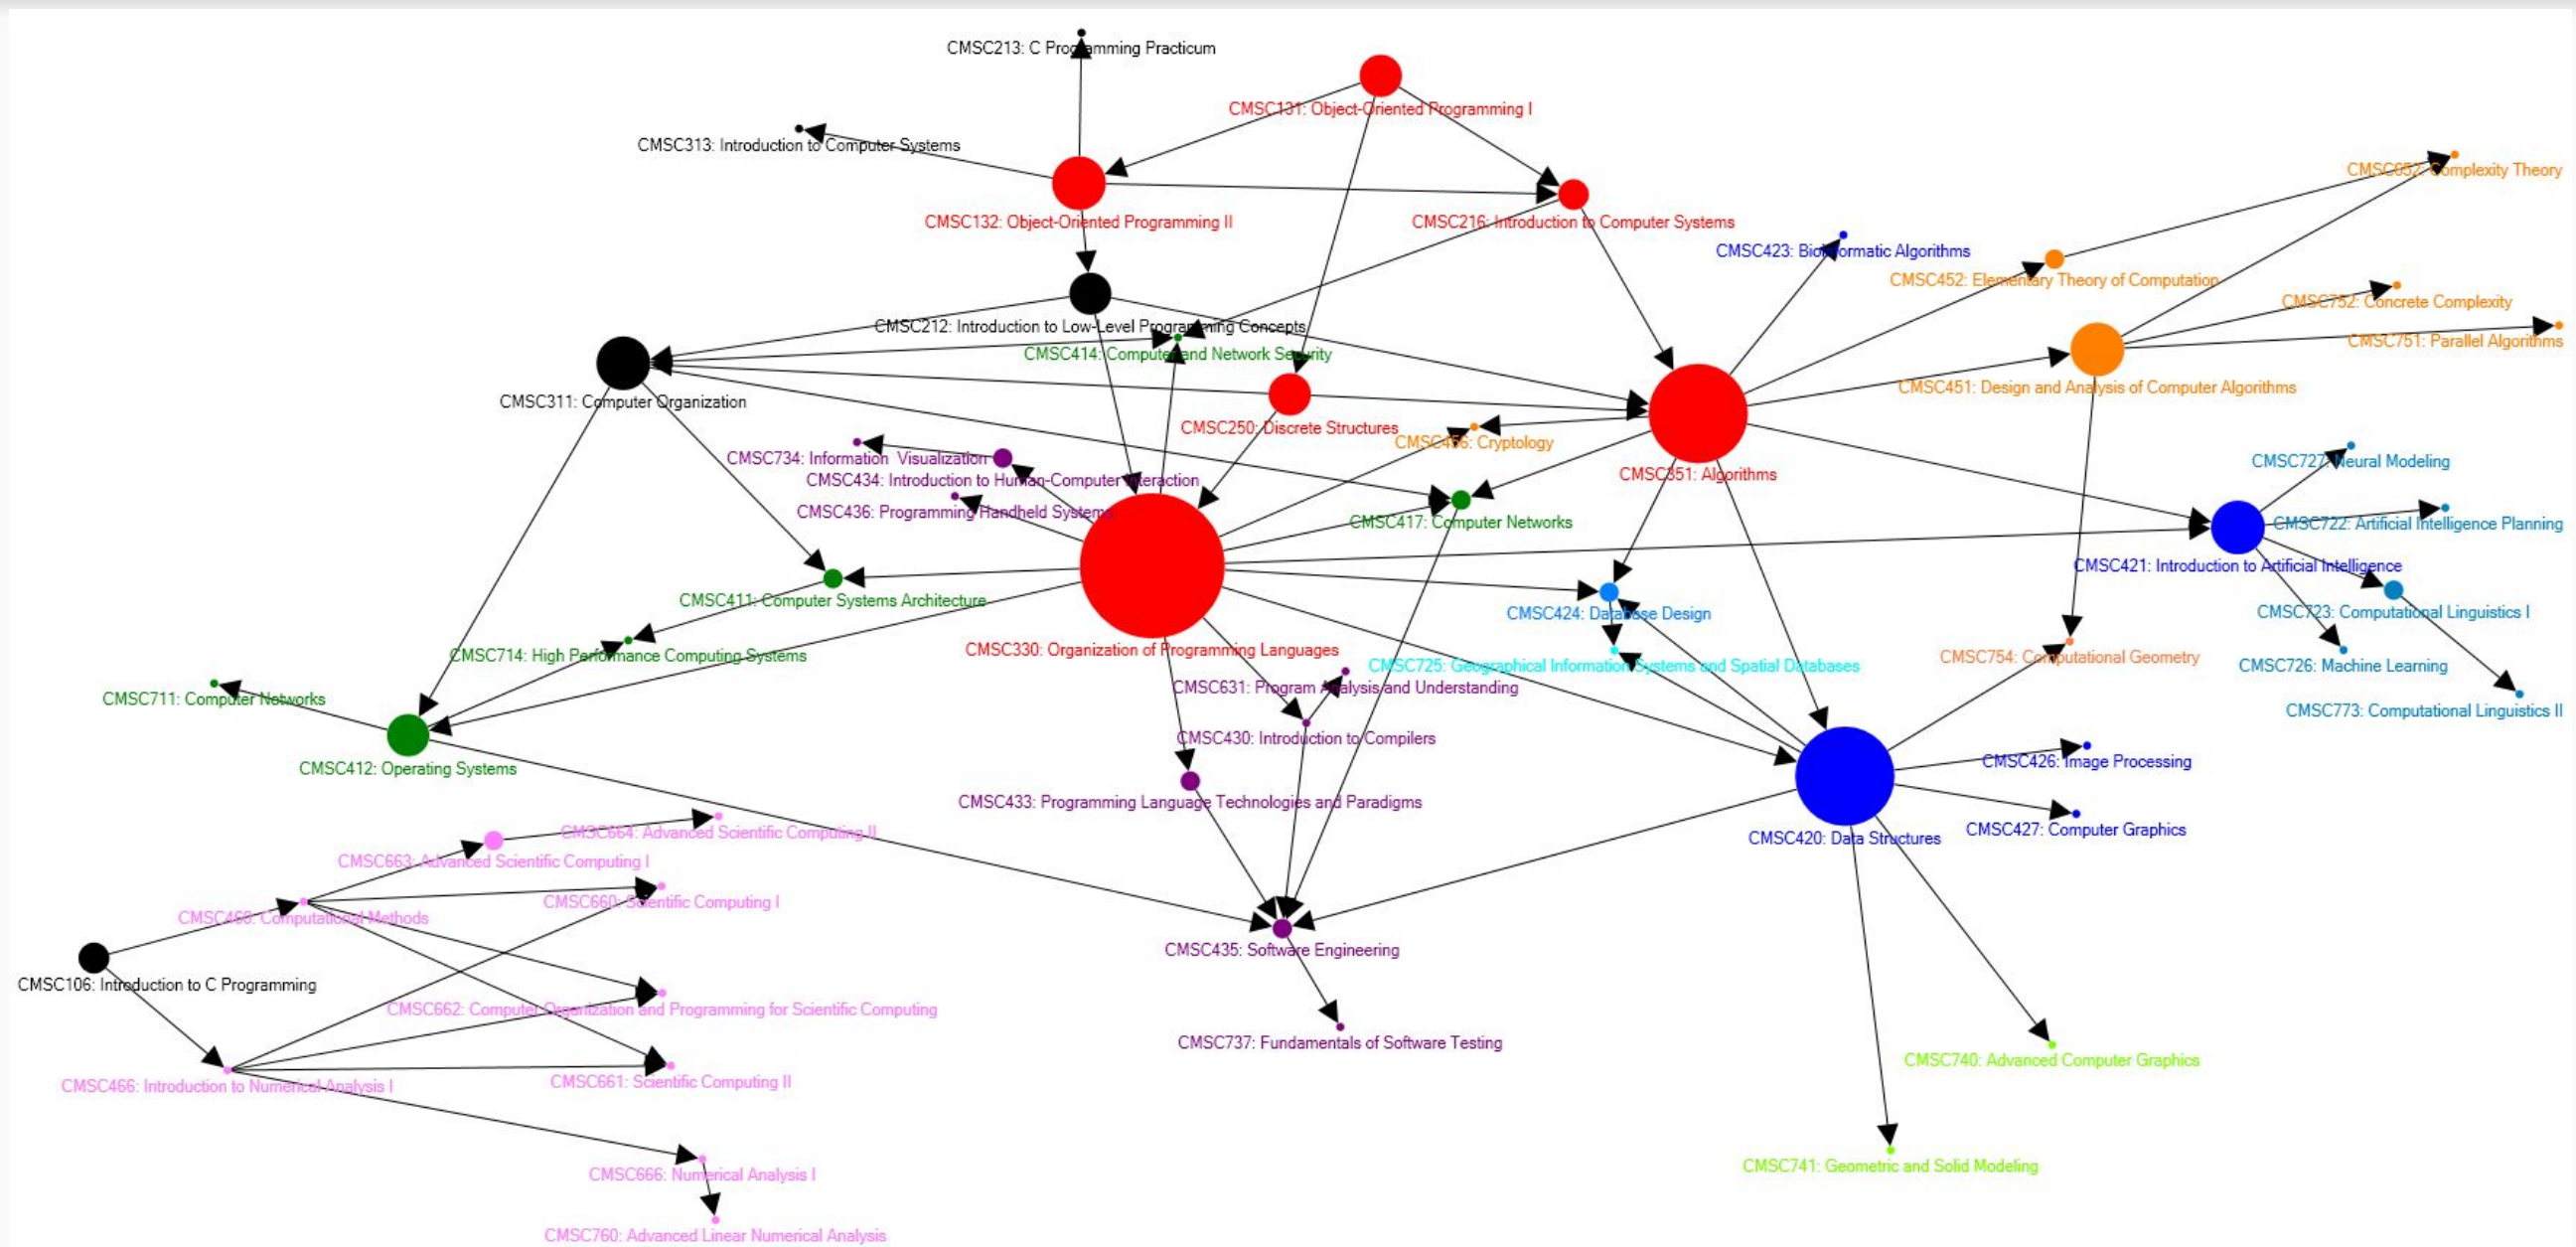 CMSC213: C Programming Practicum
CMSC131: Object-Oriented Programming I
CMSC313: Introduction to Computer Systems
CMSC652: Complexity Theory
CMSC132: Object-Oriented Programming II
CMSC216: Introduction to Computer Systems
CMSC423: Bioinformatic Algorithms
CMSC452: Elementary Theory of Computation
CMSC752: Concrete Complexity
CMSC212: Introduction to Low-Level Programming Concepts
CMSC751: Parallel Algorithms
CMSC414: Computer and Network Security
CMSC451: Design and Analysis of Computer Algorithms
CMSC311: Computer Organization
CMSC250: Discrete Structures
CMSC456: Cryptology
CMSC734: Information  Visualization
CMSC727: Neural Modeling
CMSC351: Algorithms
CMSC434: Introduction to Human-Computer Interaction
CMSC436: Programming Handheld Systems
CMSC417: Computer Networks
CMSC722: Artificial Intelligence Planning
CMSC421: Introduction to Artificial Intelligence
CMSC411: Computer Systems Architecture
CMSC424: Database Design
CMSC723: Computational Linguistics I
CMSC330: Organization of Programming Languages
CMSC714: High Performance Computing Systems
CMSC754: Computational Geometry
CMSC725: Geographical Information Systems and Spatial Databases
CMSC726: Machine Learning
CMSC631: Program Analysis and Understanding
CMSC711: Computer Networks
CMSC773: Computational Linguistics II
CMSC430: Introduction to Compilers
CMSC426: Image Processing
CMSC412: Operating Systems
CMSC433: Programming Language Technologies and Paradigms
CMSC427: Computer Graphics
CMSC664: Advanced Scientific Computing II
CMSC420: Data Structures
CMSC663: Advanced Scientific Computing I
CMSC660: Scientific Computing I
CMSC460: Computational Methods
CMSC435: Software Engineering
CMSC106: Introduction to C Programming
CMSC662: Computer Organization and Programming for Scientific Computing
CMSC737: Fundamentals of Software Testing
CMSC740: Advanced Computer Graphics
CMSC661: Scientific Computing II
CMSC466: Introduction to Numerical Analysis I
CMSC741: Geometric and Solid Modeling
CMSC666: Numerical Analysis I
CMSC760: Advanced Linear Numerical Analysis